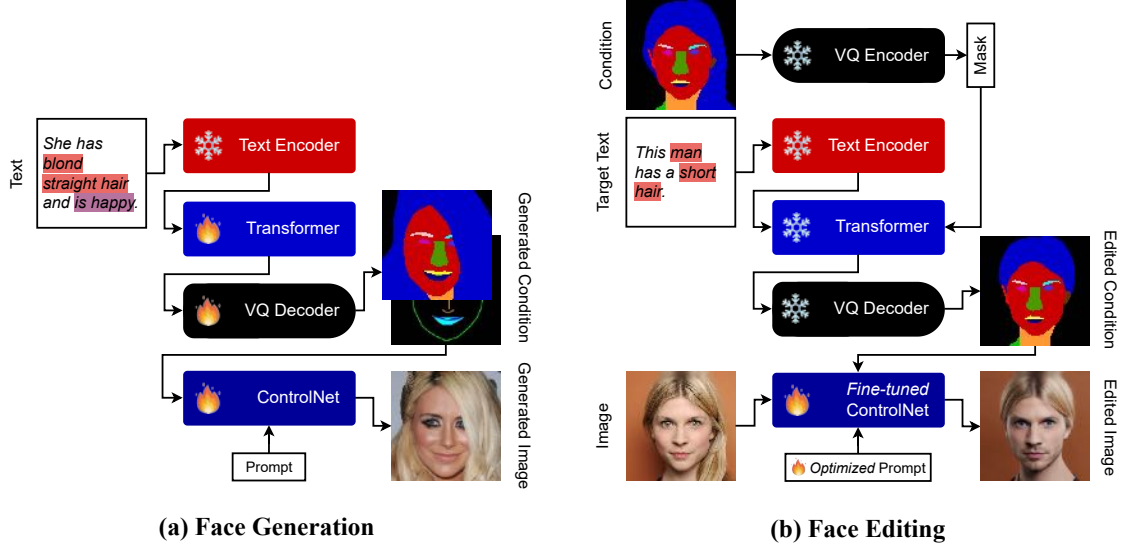 Text
She has
blond
straight hair
and is happy.
Text Encoder
Transformer
VQ Decoder
Generated Condition
ControlNet
Generated Image
Prompt
(a) Face Generation
Condition
VQ Encoder
Mask
Target Text
This man
has a short
hair.
Text Encoder
Transformer
VQ Decoder
Edited Condition
Image
Fine-tuned
ControlNet
Edited Image
Optimized Prompt
(b) Face Editing